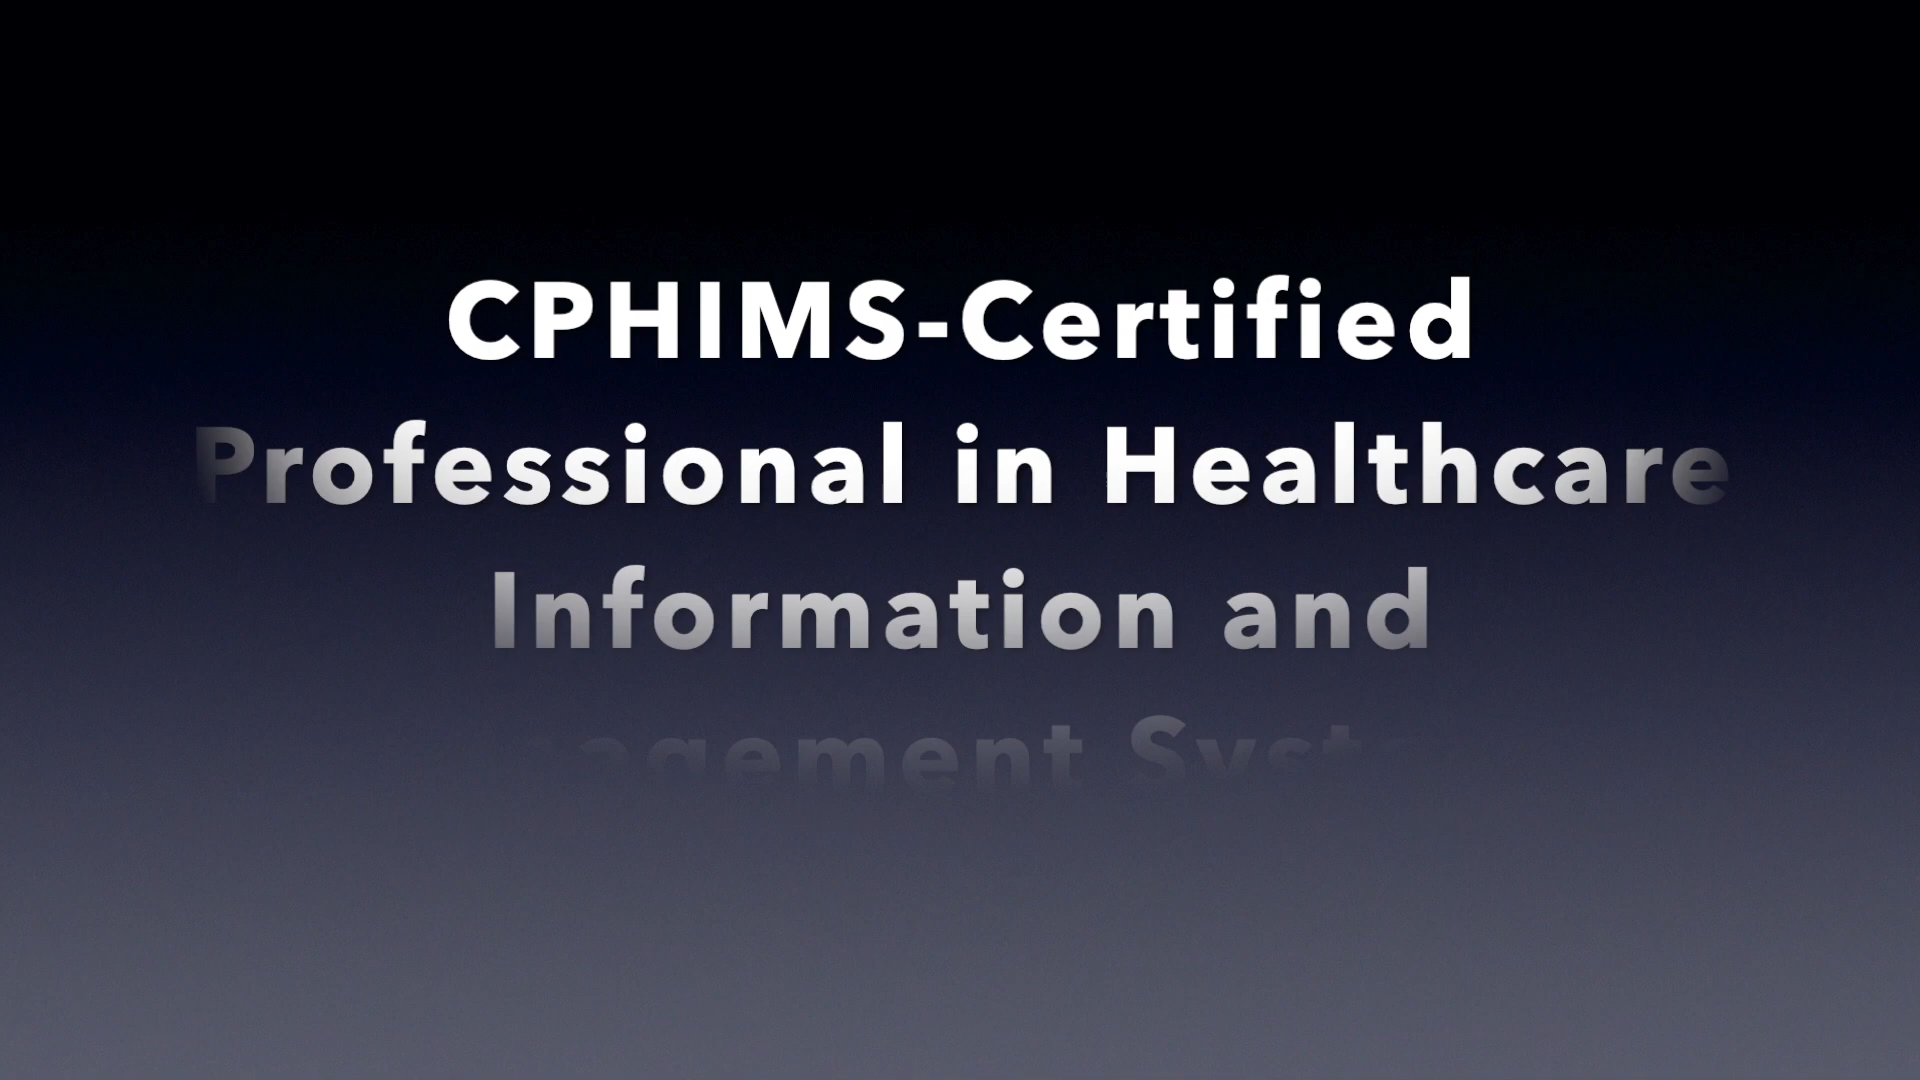 CPHIMS-Certified
Professional in Healthcare
Information and